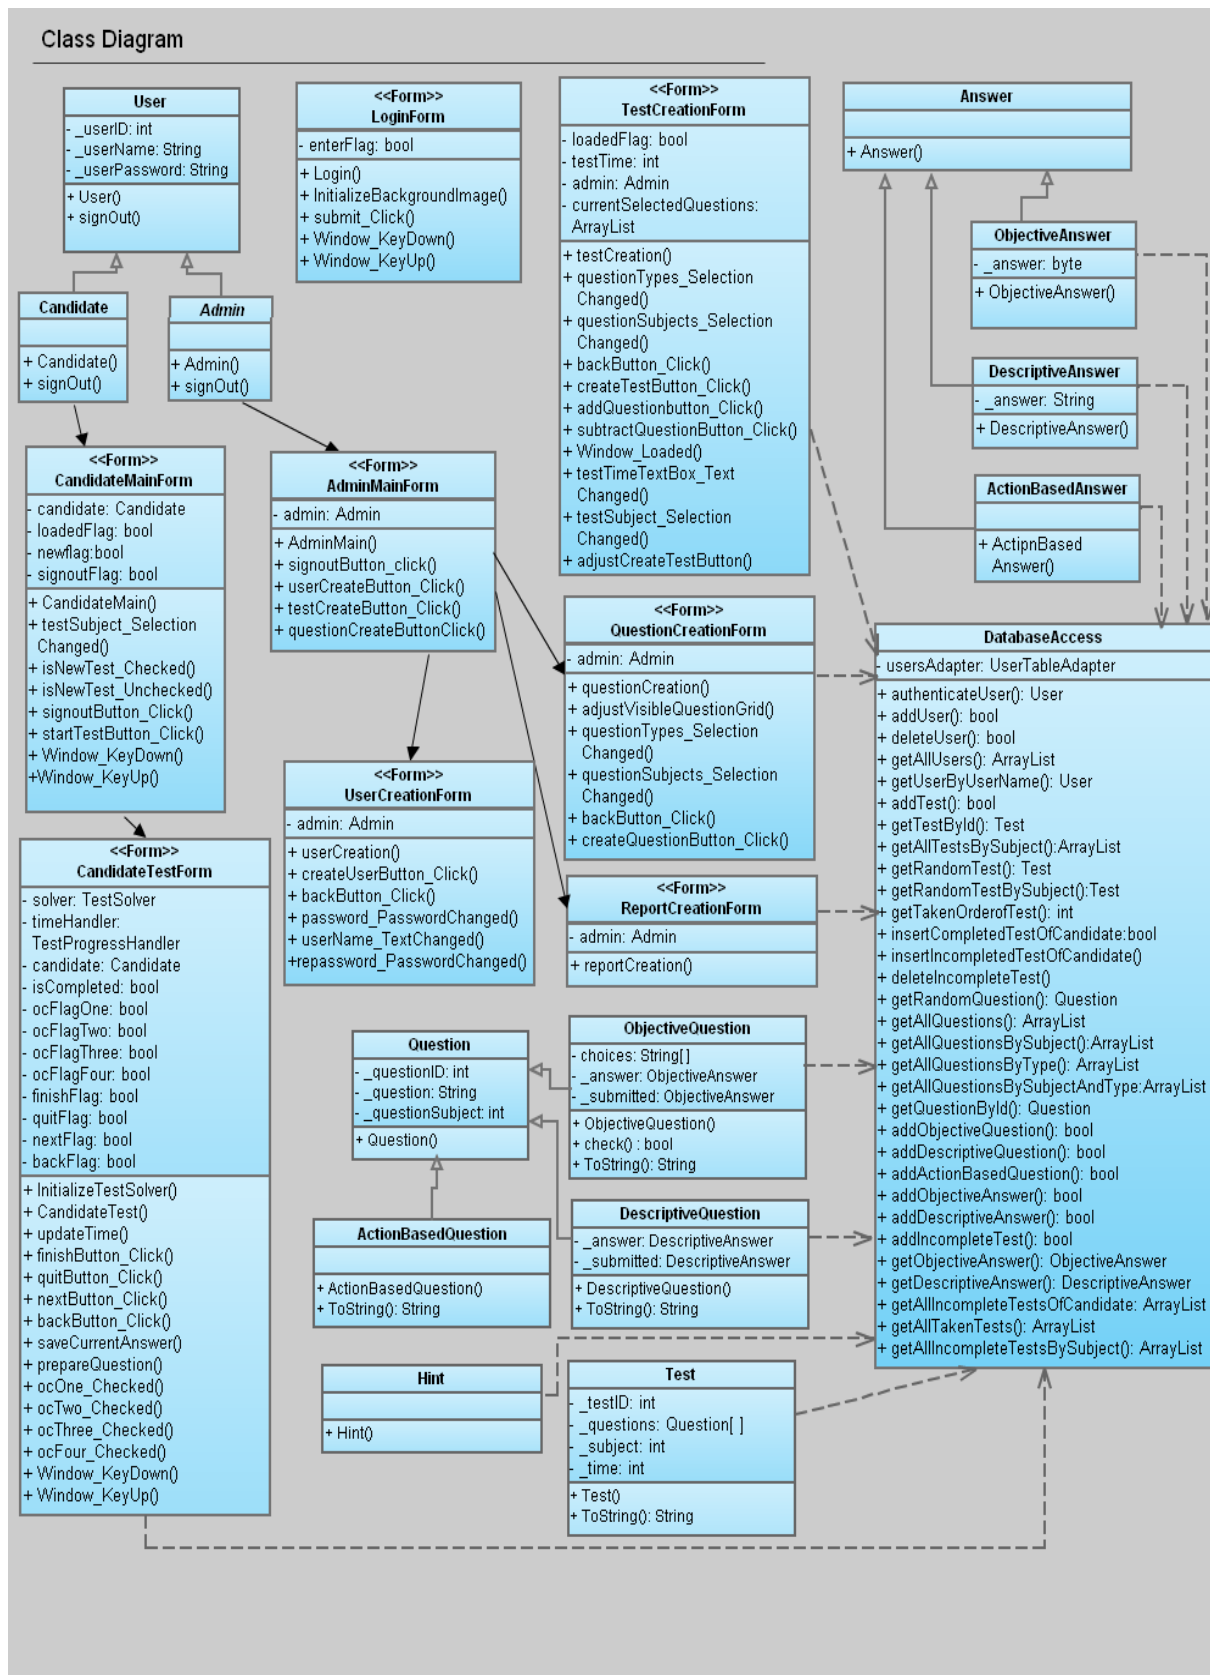 Class Diagram
User
- _userID: int
- _userName: String
- _userPassword: String
+ User()
+ signOut()
<<Form>>
LoginForm
- enterFlag: bool
+ Login()
+ InitializeBackgroundImage()
+ submit_Click()
+ Window_KeyDown()
+ Window_KeyUp()
<<Form>>
TestCreationForm
- loadedFlag: bool
- testTime: int
- admin: Admin
- currentSelectedQuestions:
ArrayList
+ testCreation()
+ questionTypes_Selection
Changed()
+ questionSubjects_Selection
Changed()
+ backButton_Click()
+ createTestButton_Click()
+ addQuestionbutton_Click()
+ subtractQuestionButton_Click()
+ Window_Loaded()
+ testTimeTextBox_Text
Changed()
+ testSubject_Selection
Changed()
+ adjustCreateTestButton()
Answer
+ Answer()
ObjectiveAnswer
- _answer: byte
+ ObjectiveAnswer()
DescriptiveAnswer
- _answer: String
+ DescriptiveAnswer()
ActionBasedAnswer
+ ActipnBased
Answer()
Candidate
+ Candidate()
+ signOut()
Admin
+ Admin()
+ signOut()
<<Form>>
CandidateMainForm
- candidate: Candidate
- loadedFlag: bool
- newflag:bool
- signoutFlag: bool
+ CandidateMain()
+ testSubject_Selection
Changed()
+ isNewTest_Checked()
+ isNewTest_Unchecked()
+ signoutButton_Click()
+ startTestButton_Click()
+ Window_KeyDown()
+Window_KeyUp()
<<Form>>
AdminMainForm
- admin: Admin
+ AdminMain()
+ signoutButton_click()
+ userCreateButton_Click()
+ testCreateButton_Click()
+ questionCreateButtonClick()
<<Form>>
QuestionCreationForm
- admin: Admin
+ questionCreation()
+ adjustVisibleQuestionGrid()
+ questionTypes_Selection
Changed()
+ questionSubjects_Selection
Changed()
+ backButton_Click()
+ createQuestionButton_Click()
<<Form>>
UserCreationForm
- admin: Admin
+ userCreation()
+ createUserButton_Click()
+ backButton_Click()
+ password_PasswordChanged()
+ userName_TextChanged()
+repassword_PasswordChanged()
<<Form>>
ReportCreationForm
- admin: Admin
+ reportCreation()
<<Form>>
CandidateTestForm
- solver: TestSolver
- timeHandler:
TestProgressHandler
- candidate: Candidate
- isCompleted: bool
- ocFlagOne: bool
- ocFlagTwo: bool
- ocFlagThree: bool
- ocFlagFour: bool
- finishFlag: bool
- quitFlag: bool
- nextFlag: bool
- backFlag: bool
+ InitializeTestSolver()
+ CandidateTest()
+ updateTime()
+ finishButton_Click()
+ quitButton_Click()
+ nextButton_Click()
+ backButton_Click()
+ saveCurrentAnswer()
+ prepareQuestion()
+ ocOne_Checked()
+ ocTwo_Checked()
+ ocThree_Checked()
+ ocFour_Checked()
+ Window_KeyDown()
+ Window_KeyUp()
Question
- _questionID: int
- _question: String
- _questionSubject: int
+ Question()
ObjectiveQuestion
- choices: String[ ]
- _answer: ObjectiveAnswer
- _submitted: ObjectiveAnswer
+ ObjectiveQuestion()
+ check() : bool
+ ToString(): String
ActionBasedQuestion
+ ActionBasedQuestion()
+ ToString(): String
DescriptiveQuestion
- _answer: DescriptiveAnswer
- _submitted: DescriptiveAnswer
+ DescriptiveQuestion()
+ ToString(): String
Hint
+ Hint()
Test
- _testID: int
- _questions: Question[ ]
- _subject: int
- _time: int
+ Test()
+ ToString(): String
DatabaseAccess
- usersAdapter: UserTableAdapter
+ authenticateUser(): User
+ addUser(): bool
+ deleteUser(): bool
+ getAllUsers(): ArrayList
+ getUserByUserName(): User
+ addTest(): bool
+ getTestById(): Test
+ getAllTestsBySubject():ArrayList
+ getRandomTest(): Test
+ getRandomTestBySubject():Test
+ getTakenOrderofTest(): int
+ insertCompletedTestOfCandidate:bool
+ insertIncompletedTestOfCandidate()
+ deleteIncompleteTest()
+ getRandomQuestion(): Question
+ getAllQuestions(): ArrayList
+ getAllQuestionsBySubject():ArrayList
+ getAllQuestionsByType(): ArrayList
+ getAllQuestionsBySubjectAndType:ArrayList
+ getQuestionById(): Question
+ addObjectiveQuestion(): bool
+ addDescriptiveQuestion(): bool
+ addActionBasedQuestion(): bool
+ addObjectiveAnswer(): bool
+ addDescriptiveAnswer(): bool
+ addIncompleteTest(): bool
+ getObjectiveAnswer(): ObjectiveAnswer
+ getDescriptiveAnswer(): DescriptiveAnswer
+ getAllIncompleteTestsOfCandidate: ArrayList
+ getAllTakenTests(): ArrayList
+ getAllIncompleteTestsBySubject(): ArrayList